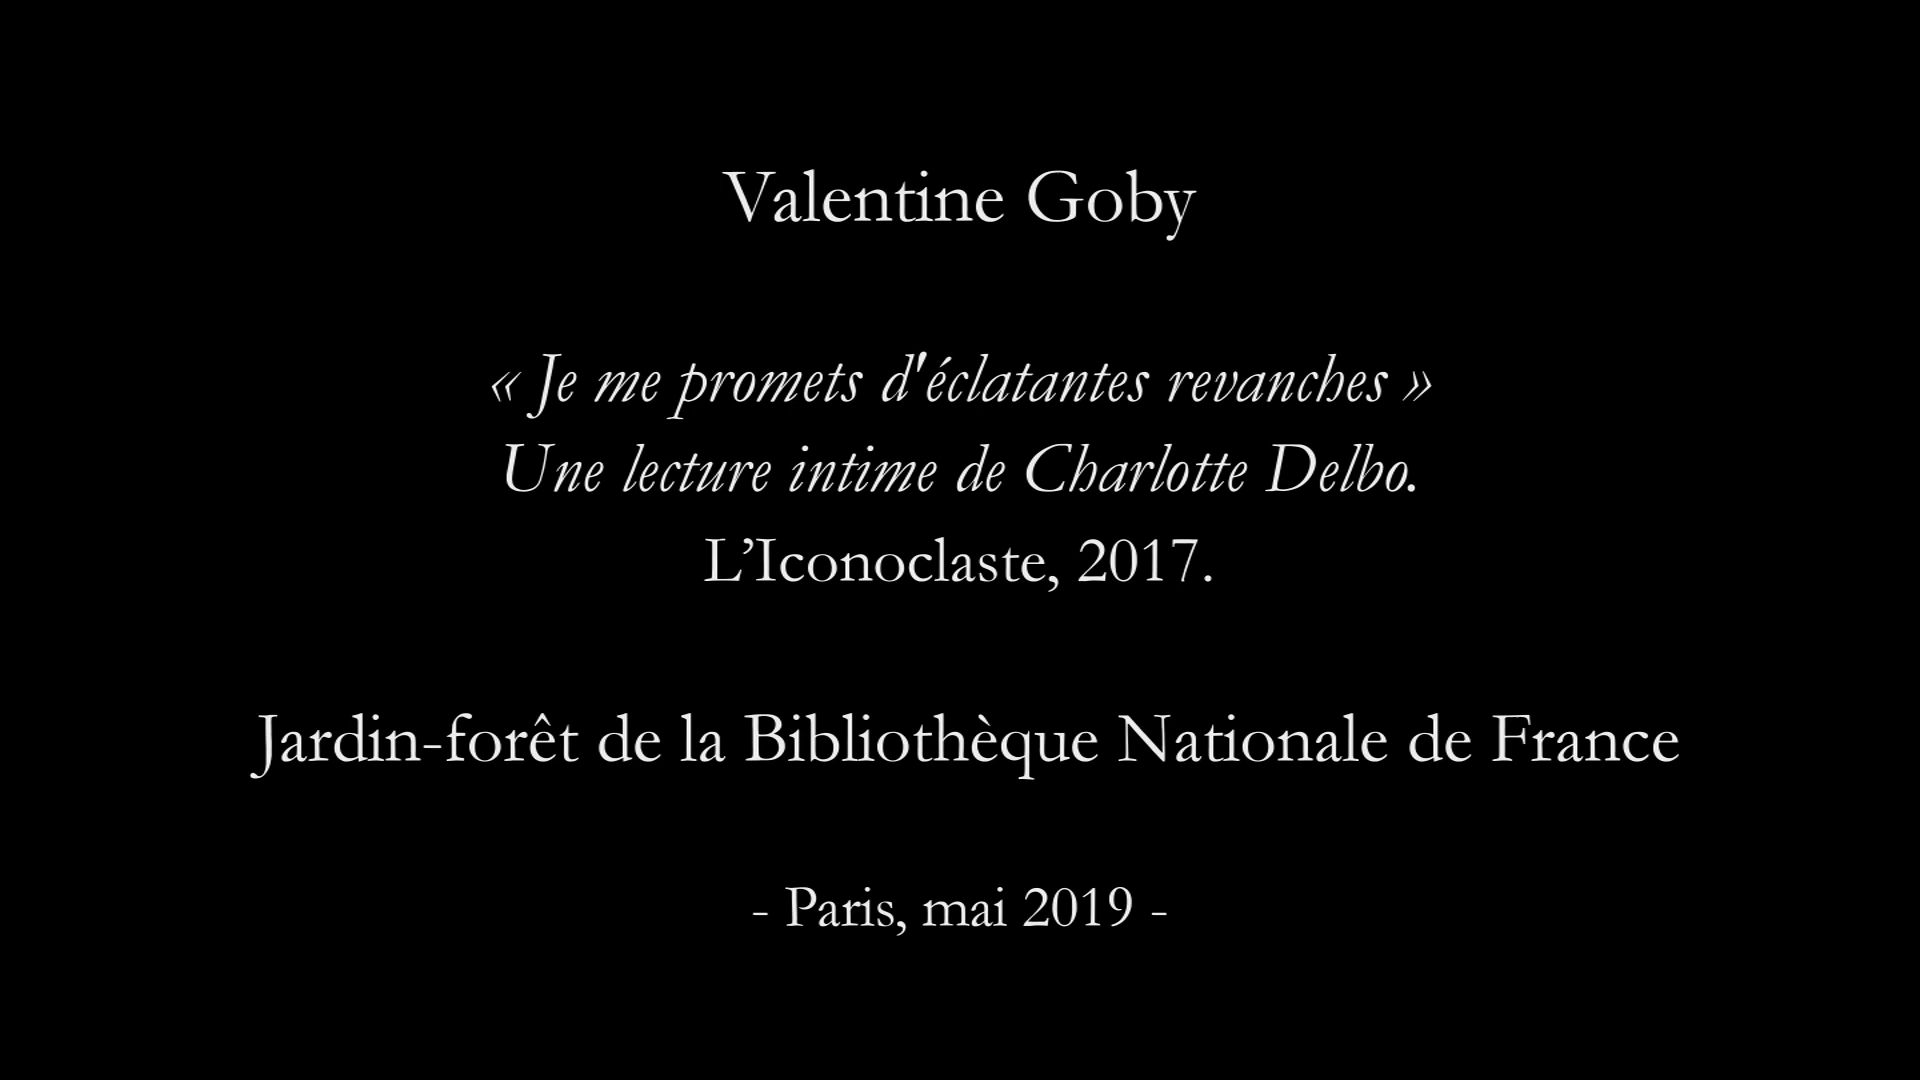 Valentine Goby
« Je me promets d'éclatantes revanches »
Une lecture intime de Charlotte Delbo.
L’Iconoclaste, 2017.
Jardin-forêt de la Bibliothèque Nationale de France
- Paris, mai 2019 -